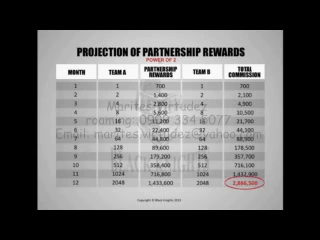 PROJECTION OF PARTNERSHIP REWARDS
POWER OF 2
MONTH TEAM A PARTNERSHIP REWARDS TEAM B TOTAL COMMISSION
1 1 700 1 700
2 2 1,400 2 2,100
3 4 2,800 4 4,900
4 8 5,600 8 10,500
5 16 11,200 16 21,700
6 32 22,400 32 44,100
7 64 44,800 64 88,900
8 128 89,600 128 178,500
9 256 179,200 256 357,700
10 512 512 716,100
11 1024 716,800 1024 1,432,900
12 2048 1,433,600 2048 2,866,500